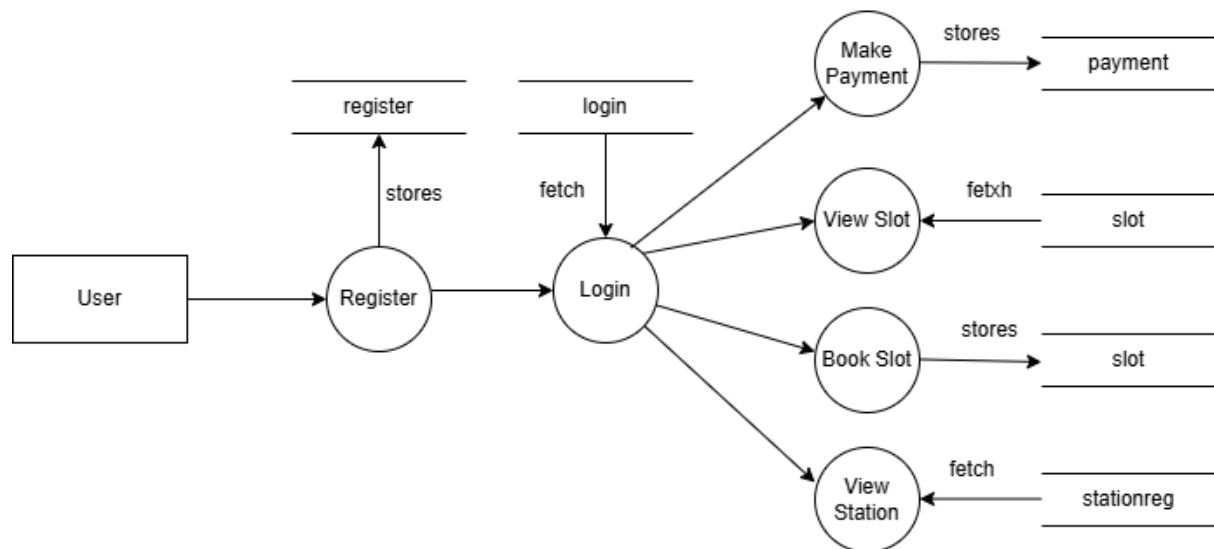 Make
Payment
stores
payment
register
login
stores
fetch
View Slot
fetxh
slot
User
Register
Login
Book Slot
stores
slot
View
Station
fetch
stationreg